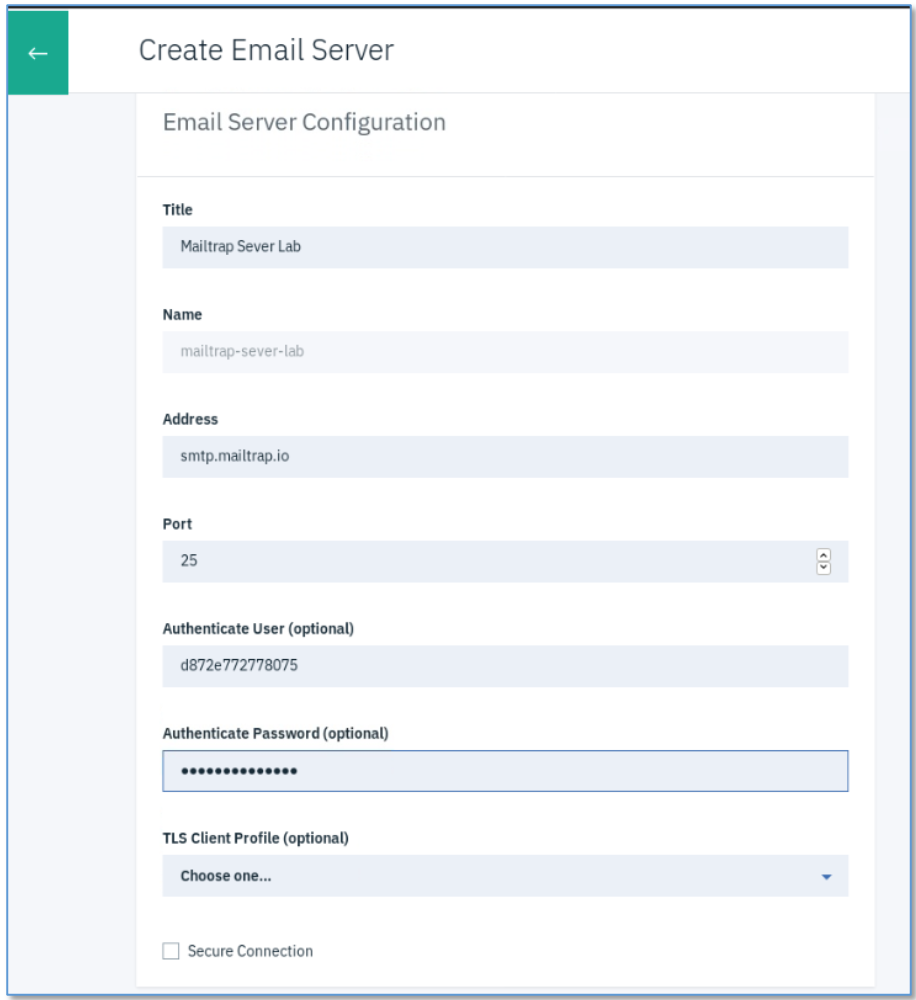 Create Email Server
Email Server Configuration
Title
Mailtrap Sever Lab
Name
mailtrap-sever-lab
Address
smtp.mailtrap.io
Port
25
Authenticate User (optional)
d872e772778075
Authenticate Password (optional)
••••••••••••••
TLS Client Profile (optional)
Choose one...
Secure Connection